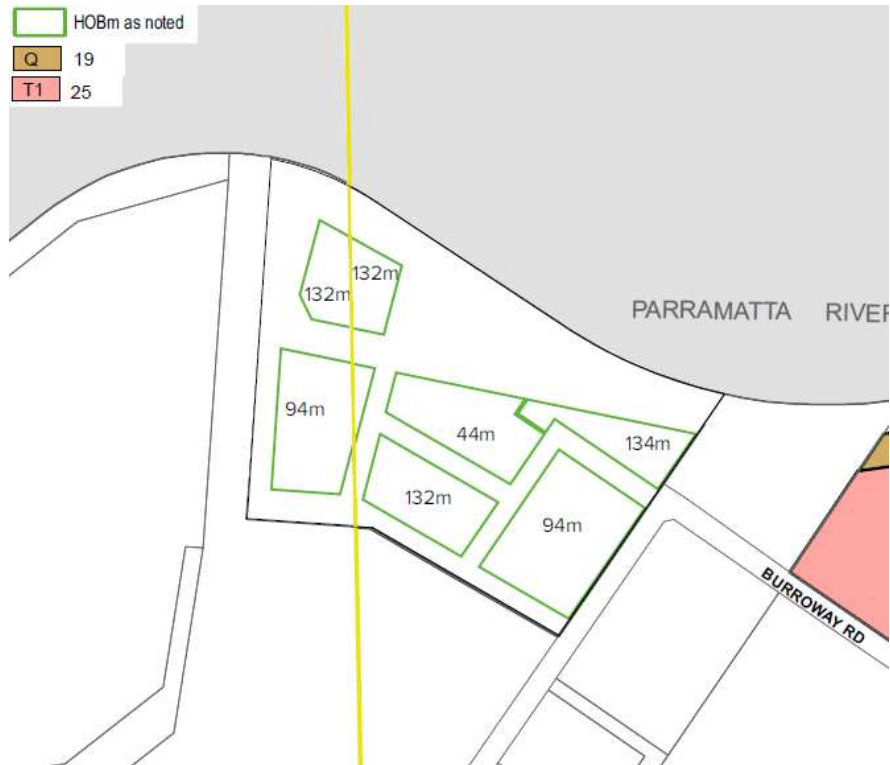 HOBm as noted
Q 19
T1 25
132m
132m
PARRAMATTA RIVER
94m
44m
134m
132m
94m
BURROWAY RD